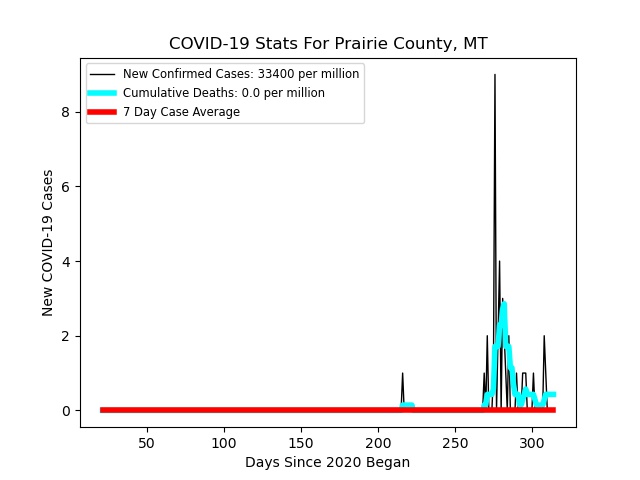 COVID-19 Stats For Prairie County, MT
New Confirmed Cases: 33400 per million
Cumulative Deaths: 0.0 per million
7 Day Case Average
New COVID-19 Cases
8
6
4
2
0
50 100 150 200 250 300
Days Since 2020 Began